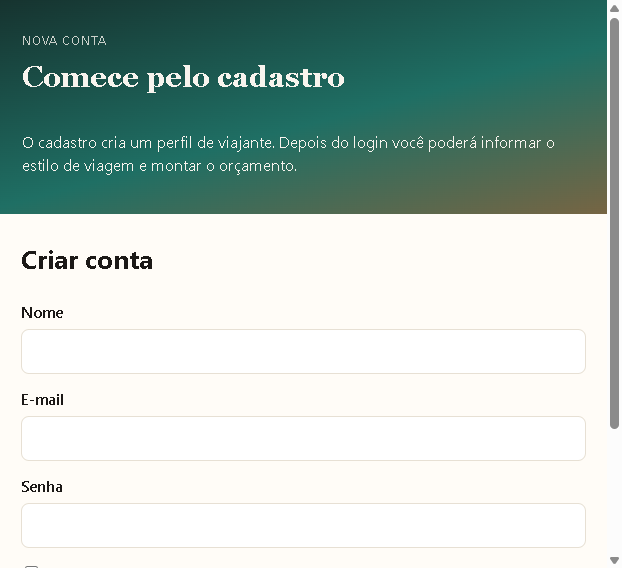 NOVA CONTA
Comece pelo cadastro
O cadastro cria um perfil de viajante. Depois do login você poderá informar o
estilo de viagem e montar o orçamento.
Criar conta
Nome
E-mail
Senha